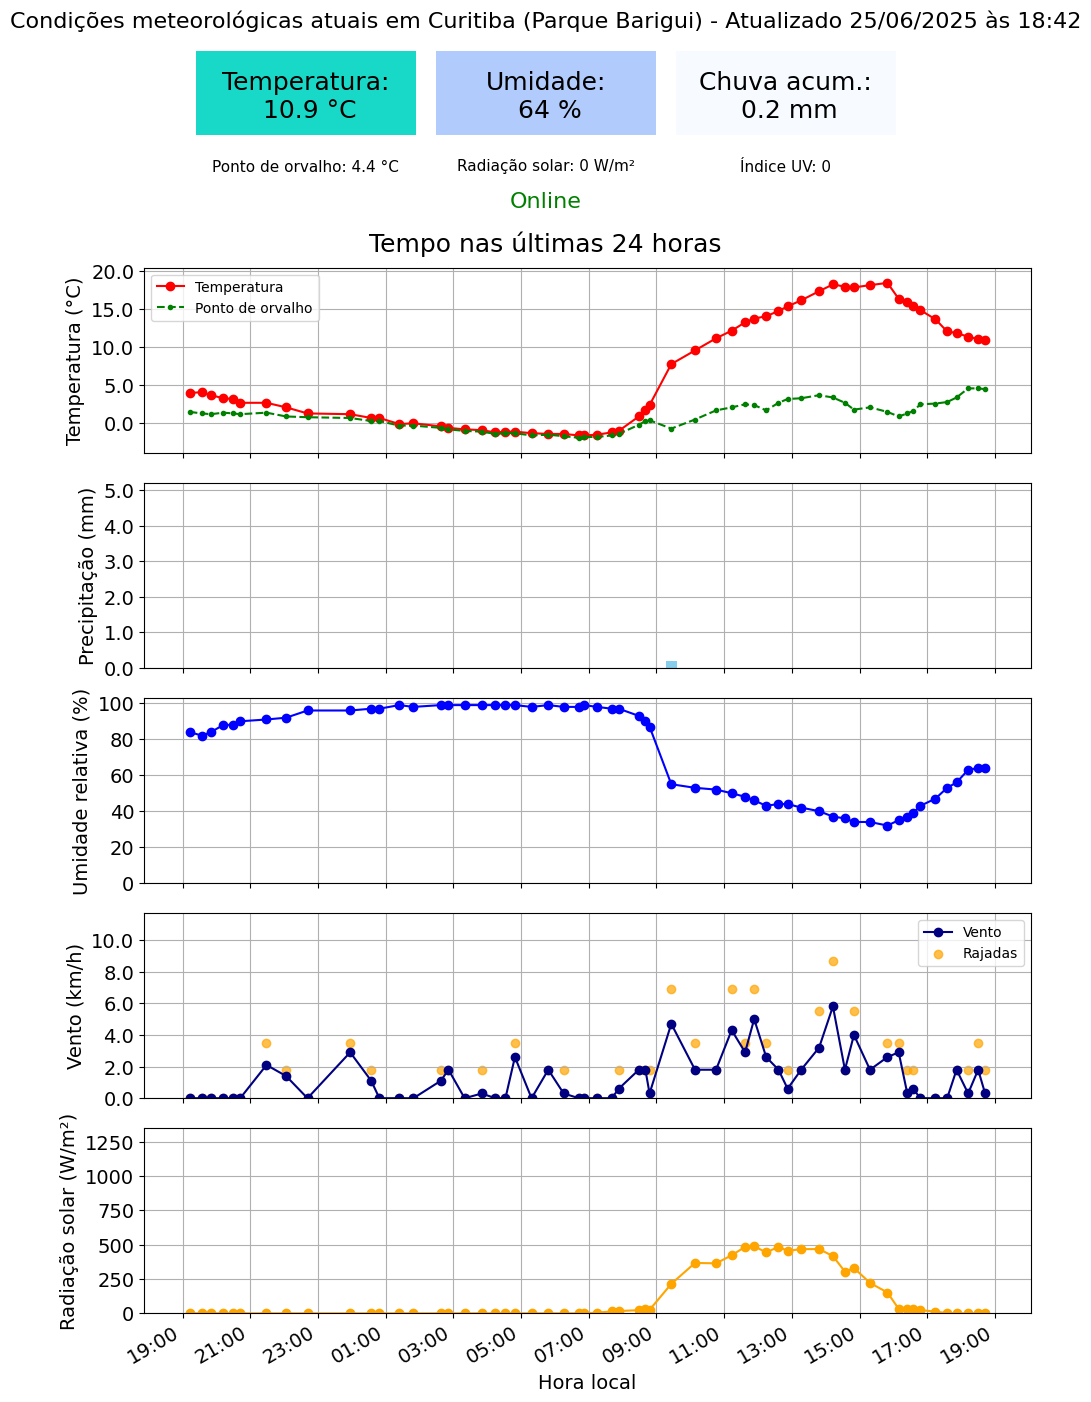 Condições meteorológicas atuais em Curitiba (Parque Barigui) - Atualizado 25/06/2025 às 18:42
Temperatura:
10.9 °C
Umidade:
64 %
Chuva acum.:
0.2 mm
Ponto de orvalho: 4.4 °C
Radiação solar: 0 W/m²
Índice UV: 0
Online
Tempo nas últimas 24 horas
Temperatura (°C)
20.0
15.0
10.0
5.0
0.0
Temperatura
Ponto de orvalho
Precipitação (mm)
5.0
4.0
3.0
2.0
1.0
0.0
Umidade relativa (%)
100
80
60
40
20
0
Vento (km/h)
10.0
8.0
6.0
4.0
2.0
0.0
Vento
Rajadas
Radiação solar (W/m²)
1250
1000
750
500
250
0
19:00
21:00
23:00
01:00
03:00
05:00
07:00
09:00
11:00
13:00
15:00
17:00
19:00
Hora local